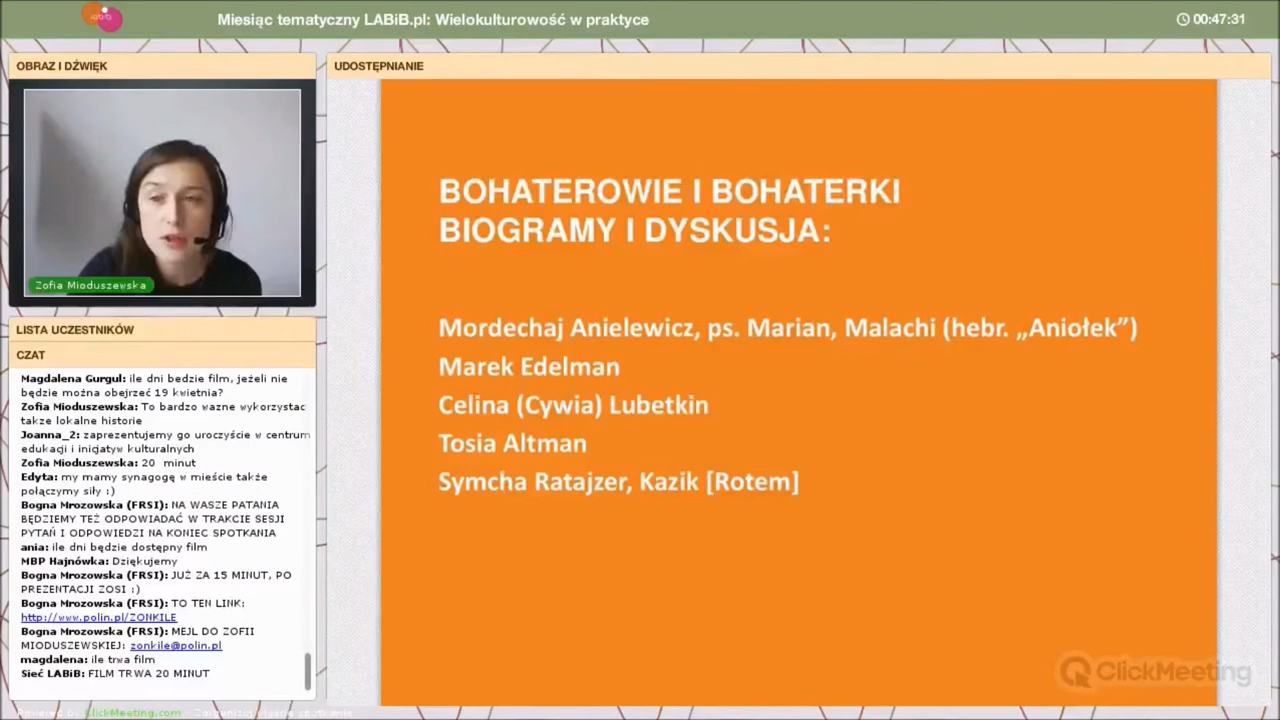 Miesiąc tematyczny LABiB.pl: Wielokulturowość w praktyce
00:47:31
OBRAZ I DŹWIĘK
Zofia Mioduszewska
LISTA UCZESTNIKÓW
CZAT
Magdalena Gurgul: ile dni bedzie film, jeżeli nie
będzie można obejrzeć 19 kwietnia?
Zofia Mioduszewska: To bardzo wazne wykorzystac
takze lokalne historie
Joanna_2: zaprezentujemy go uroczyście w centrum
edukacji i inicjatyw kulturalnych
Zofia Mioduszewska: 20 minut
Edyta: my mamy synagogę w mieście także
połączymy siły :)
Bogna Mrozowska (FRSI): NA WASZE PATANIA
BĘDZIEMY TEŻ ODPOWIADAĆ W TRAKCIE SESJI
PYTAŃ I ODPOWIEDZI NA KONIEC SPOTKANIA
ania: ile dni będzie dostępny film
MBP Hajnówka: Dziękujemy
Bogna Mrozowska (FRSI): JUŻ ZA 15 MINUT, PO
PREZENTACJI ZOSI :)
Bogna Mrozowska (FRSI): TO TEN LINK:
http://www.polin.pl/ZONKILE
Bogna Mrozowska (FRSI): MEJL DO ZOFII
MIODUSZEWSKIEJ: zonkile@polin.pl
magdalena: ile trwa film
Sieć LABiB: FILM TRWA 20 MINUT
Powered by ClickMeeting.com
UDOSTĘPNIANIE
BOHATEROWIE I BOHATERKI
BIOGRAMY I DYSKUSJA:
Mordechaj Anielewicz, ps. Marian, Malachi (hebr. „Aniołek”)
Marek Edelman
Celina (Cywia) Lubetkin
Tosia Altman
Symcha Ratajzer, Kazik [Rotem]
ClickMeeting